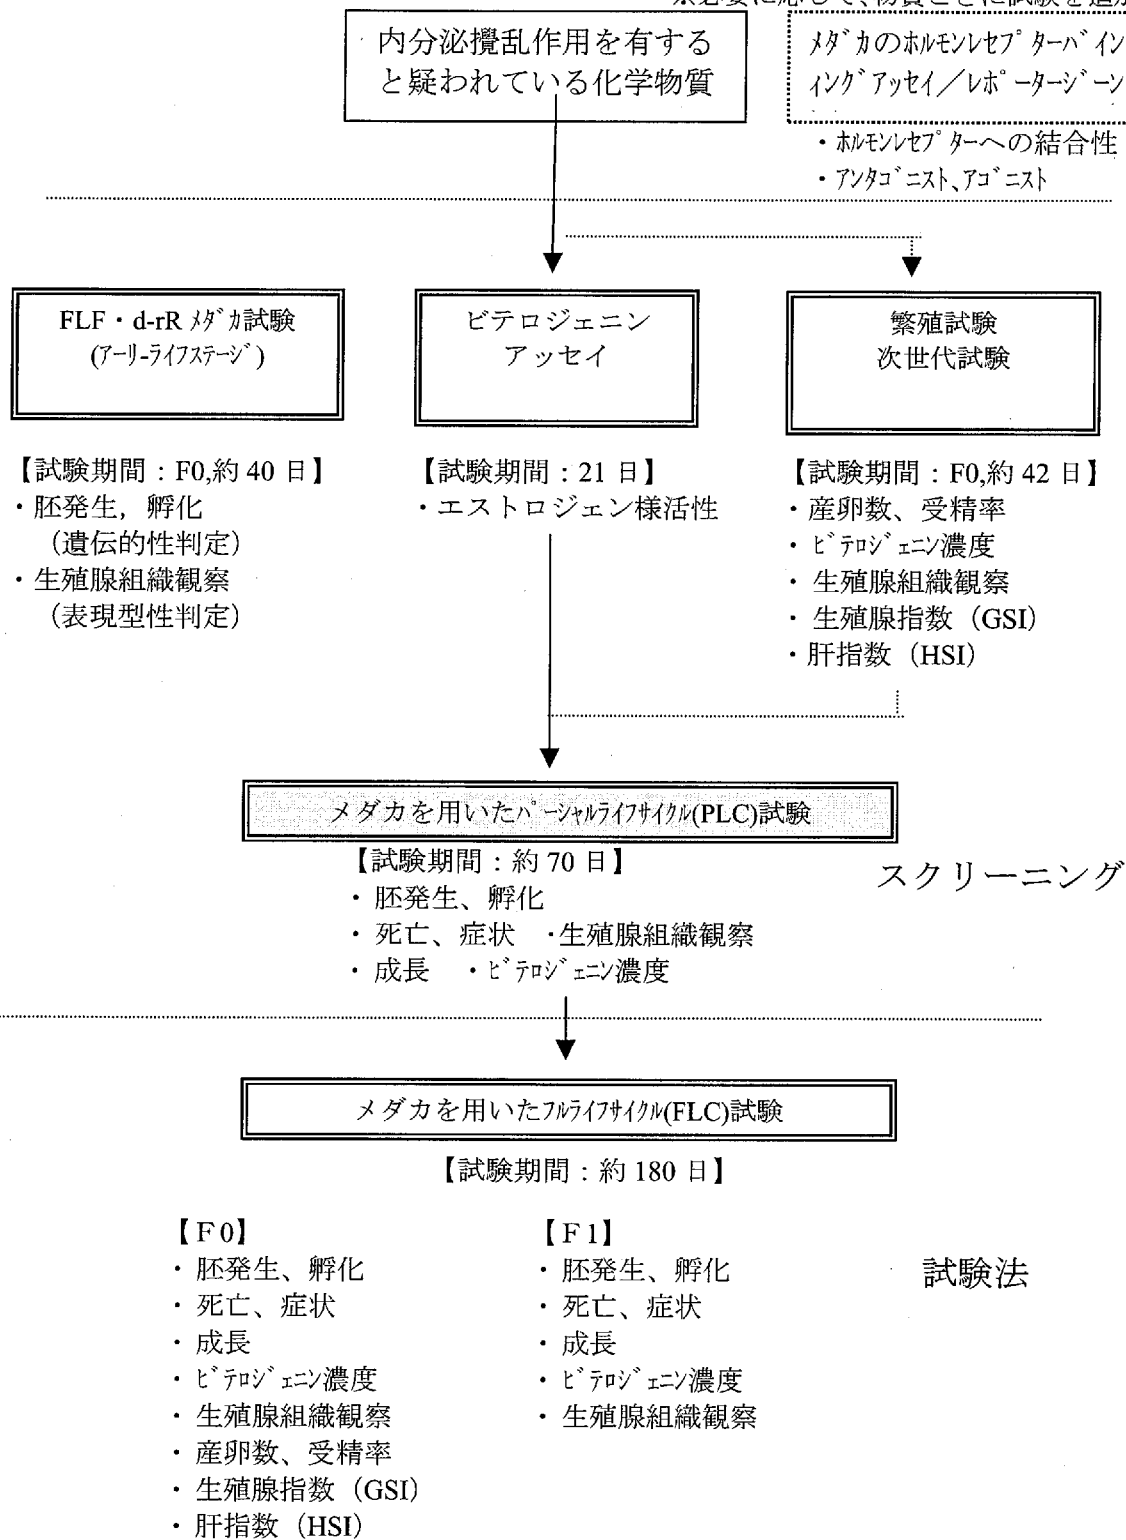 ※必要に応じて、物質ごとに試験を追加
内分泌攪乱作用を有する
と疑われている化学物質
メダカのホルモンレセプターバイン
ィングアッセイ／レポータージーン
・ホルモンレセプターへの結合性
・アンタゴニスト、アゴニスト
FLF・d-rR メダカ試験
(アーリ-ライフステージ)
【試験期間：F0,約 40 日】
・胚発生，孵化
（遺伝的性判定）
・生殖腺組織観察
（表現型性判定）
ビテロジェニン
アッセイ
【試験期間：21 日】
・エストロジェン様活性
繁殖試験
次世代試験
【試験期間：F0,約 42 日】
・産卵数、受精率
・ビテロジェニン濃度
・生殖腺組織観察
・生殖腺指数（GSI）
・肝指数（HSI）
メダカを用いたパーシャルライフサイクル(PLC)試験
【試験期間：約 70 日】
・胚発生、孵化
・死亡、症状 ・生殖腺組織観察
・成長 ・ビテロジェニン濃度
スクリーニング
メダカを用いたフルライフサイクル(FLC)試験
【試験期間：約 180 日】
【F0】
・胚発生、孵化
・死亡、症状
・成長
・ビテロジェニン濃度
・生殖腺組織観察
・産卵数、受精率
・生殖腺指数（GSI）
・肝指数（HSI）
【F1】
・胚発生、孵化
・死亡、症状
・成長
・ビテロジェニン濃度
・生殖腺組織観察
試験法